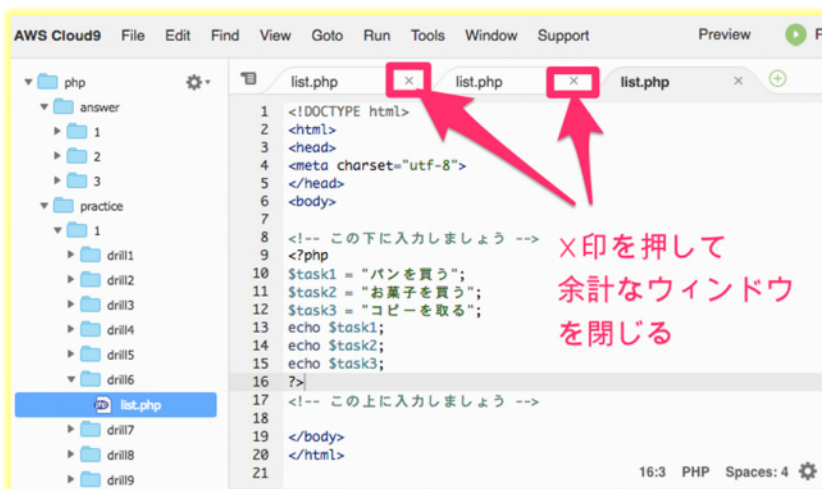 AWS Cloud9 File Edit Find View Goto Run Tools Window Support Preview
php
answer
1
2
3
practice
1
drill1
drill2
drill3
drill4
drill5
drill6
list.php
drill7
drill8
drill9
list.php × list.php × list.php ×
1 <!DOCTYPE html>
2 <html>
3 <head>
4 <meta charset="utf-8">
5 </head>
6 <body>
7
8 <!-- この下に入力しましょう -->
9 <?php
10 $task1 = "パンを買う";
11 $task2 = "お菓子を買う";
12 $task3 = "コピーを取る";
13 echo $task1;
14 echo $task2;
15 echo $task3;
16 ?>
17 <!-- この上に入力しましょう -->
18
19 </body>
20 </html>
21
X印を押して
余計なウィンドウ
を閉じる
16:3 PHP Spaces: 4